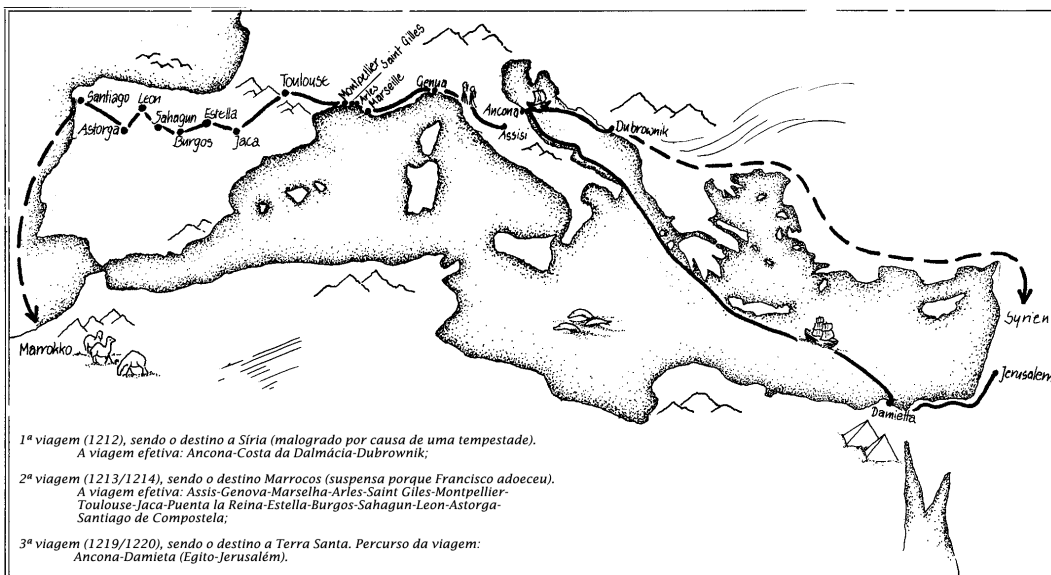 Santiago
Astorga
Leon
Sahagun
Burgos
Estella
Jaca
Toulouse
Montpellier
Arles
Saint Gilles
Marseille
Genua
Ancona
Assisi
Dubrownik
Syrien
Marrokko
Jerusalem
Damietta
1ª viagem (1212), sendo o destino a Síria (malogrado por causa de uma tempestade).
A viagem efetiva: Ancona-Costa da Dalmácia-Dubrownik;
2ª viagem (1213/1214), sendo o destino Marrocos (suspensa porque Francisco adoeceu).
A viagem efetiva: Assis-Genova-Marselha-Arles-Saint Giles-Montpellier-
Toulouse-Jaca-Puenta la Reina-Estella-Burgos-Sahagun-Leon-Astorga-
Santiago de Compostela;
3ª viagem (1219/1220), sendo o destino a Terra Santa. Percurso da viagem:
Ancona-Damieta (Egito-Jerusalém).